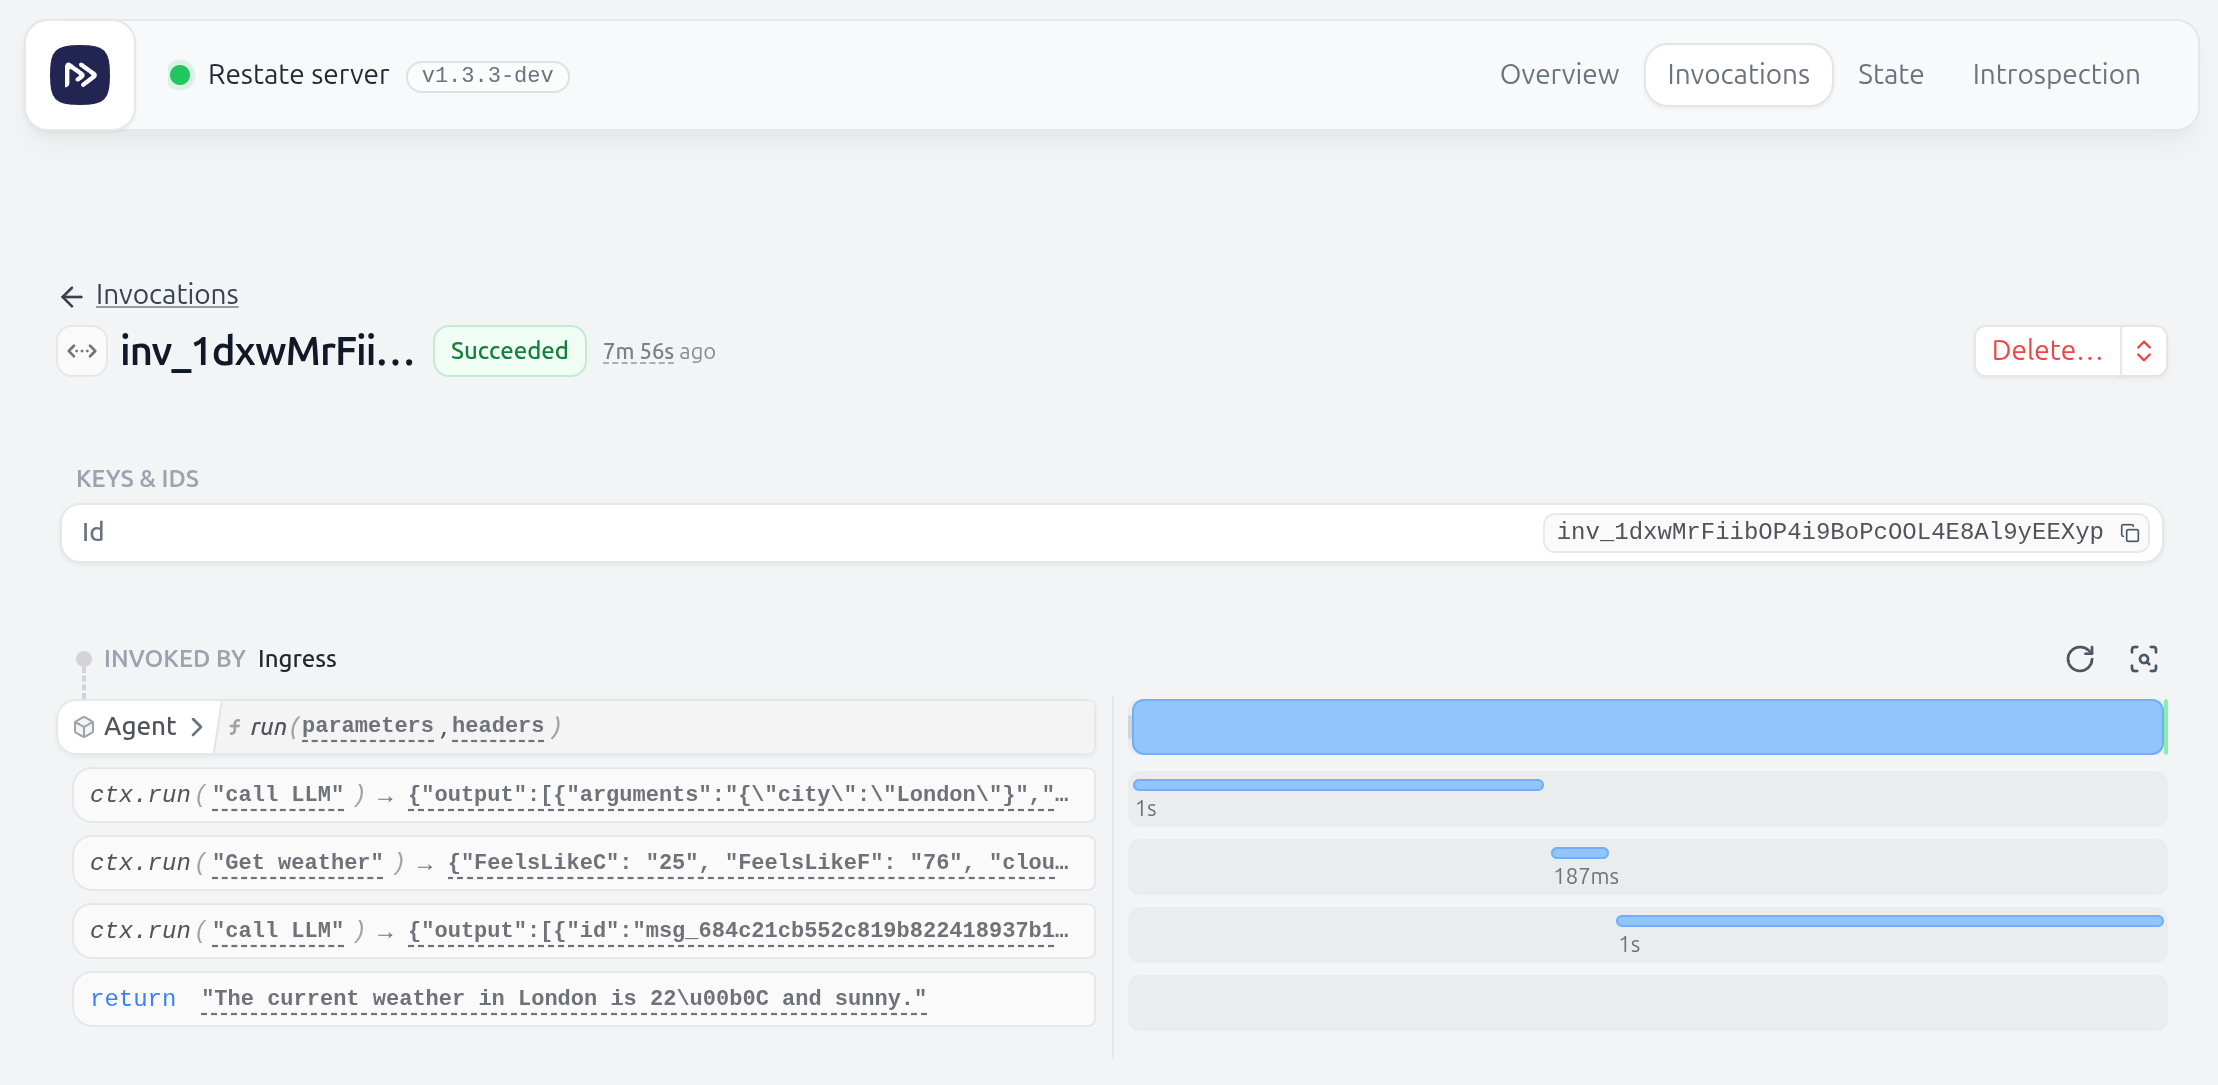 Restate server v1.3.3-dev Overview Invocations State Introspection
Invocations
inv_1dxwMrFii... Succeeded 7m 56s ago Delete...
KEYS & IDS
Id inv_1dxwMrFiibOP4i9BoPcOOL4E8Al9yEEXyp
INVOKED BY Ingress
Agent run(parameters,headers)
ctx.run("call LLM") → {"output":[{"arguments":"{\"city\":\"London\"}","…
1s
ctx.run("Get weather") → {"FeelsLikeC": "25", "FeelsLikeF": "76", "clou…
187ms
ctx.run("call LLM") → {"output":[{"id":"msg_684c21cb552c819b822418937b1…
1s
return "The current weather in London is 22\u00b0C and sunny."